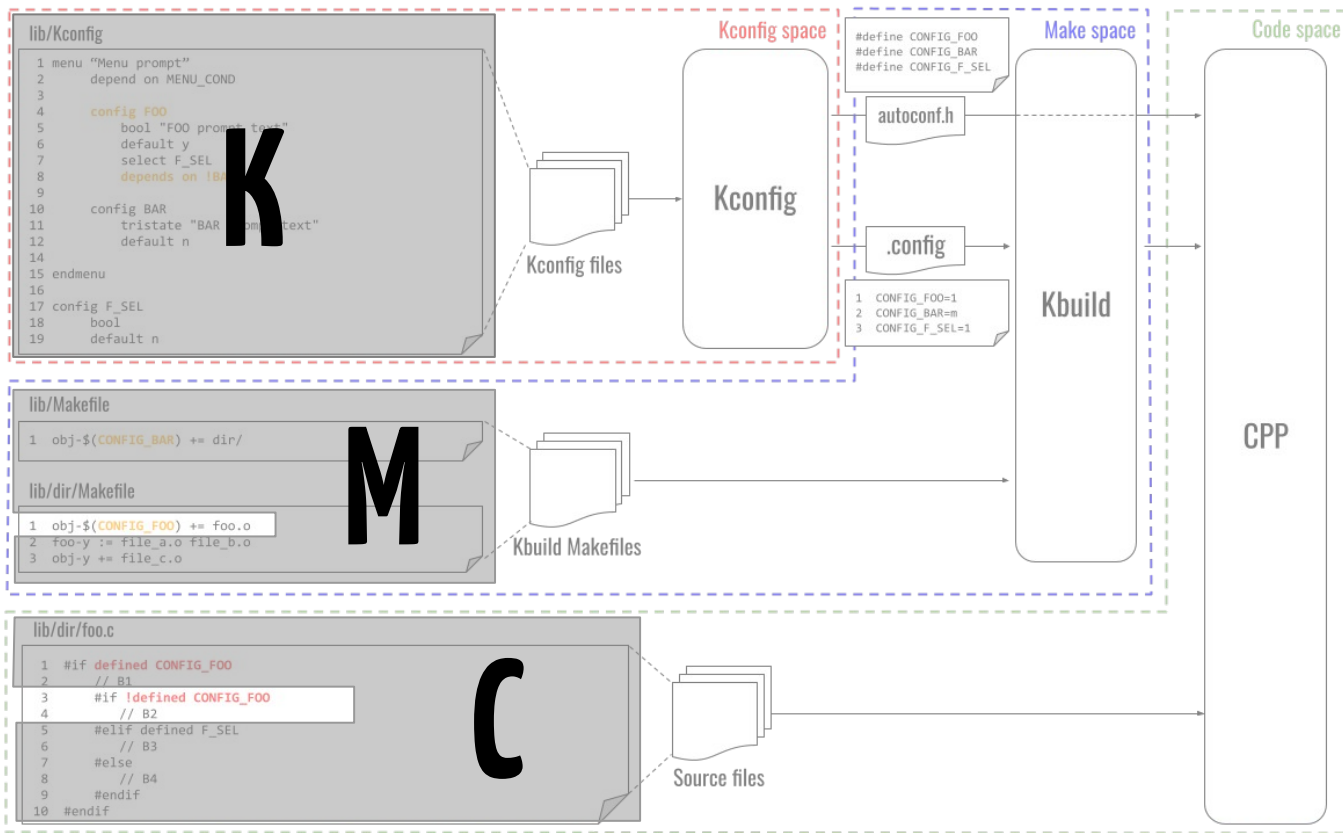 lib/Kconfig
1 menu “Menu prompt”
2 depend on MENU_COND
3
4 config FOO
5 bool "FOO prompt text"
6 default y
7 select F_SEL
8 depends on
9
10 config BAR
11 tristate "BAR text"
12 default n
14
15 endmenu
16
17 config F_SEL
18 bool
19 default n
K
Kconfig files
Kconfig space
Kconfig
#define CONFIG_FOO
#define CONFIG_BAR
#define CONFIG_F_SEL
autoconf.h
.config
1 CONFIG_FOO=1
2 CONFIG_BAR=m
3 CONFIG_F_SEL=1
Make space
Kbuild
Code space
CPP
lib/Makefile
1 obj-$(CONFIG_BAR) += dir/
lib/dir/Makefile
1 obj-$(CONFIG_FOO) += foo.o
2 foo-y := file_a.o file_b.o
3 obj-y += file_c.o
M
Kbuild Makefiles
lib/dir/foo.c
1 #if defined CONFIG_FOO
2 // B1
3 #if !defined CONFIG_FOO
4 // B2
5 #elif defined F_SEL
6 // B3
7 #else
8 // B4
9 #endif
10 #endif
C
Source files